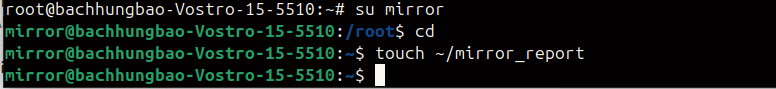 root@bachhungbao-Vostro-15-5510:~# su mirror
mirror@bachhungbao-Vostro-15-5510:/root$ cd
mirror@bachhungbao-Vostro-15-5510:~$ touch ~/mirror_report
mirror@bachhungbao-Vostro-15-5510:~$